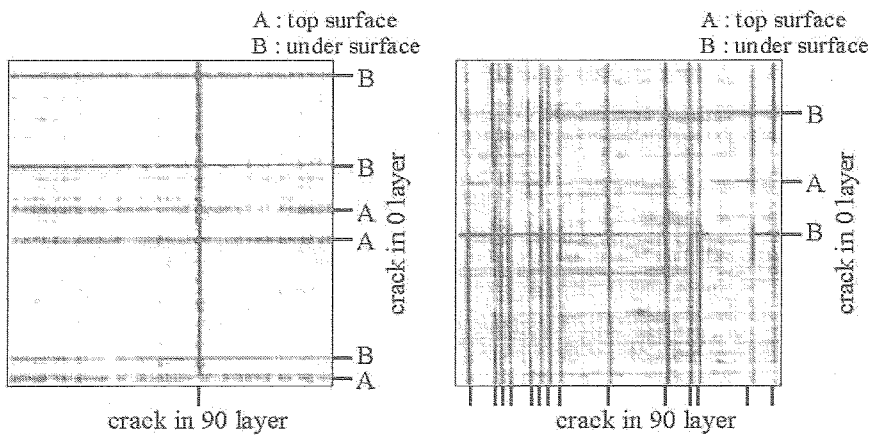 A : top surface
B : under surface
B
B
A
A
B
A
crack in 0 layer
crack in 90 layer
A : top surface
B : under surface
B
A
B
crack in 0 layer
crack in 90 layer